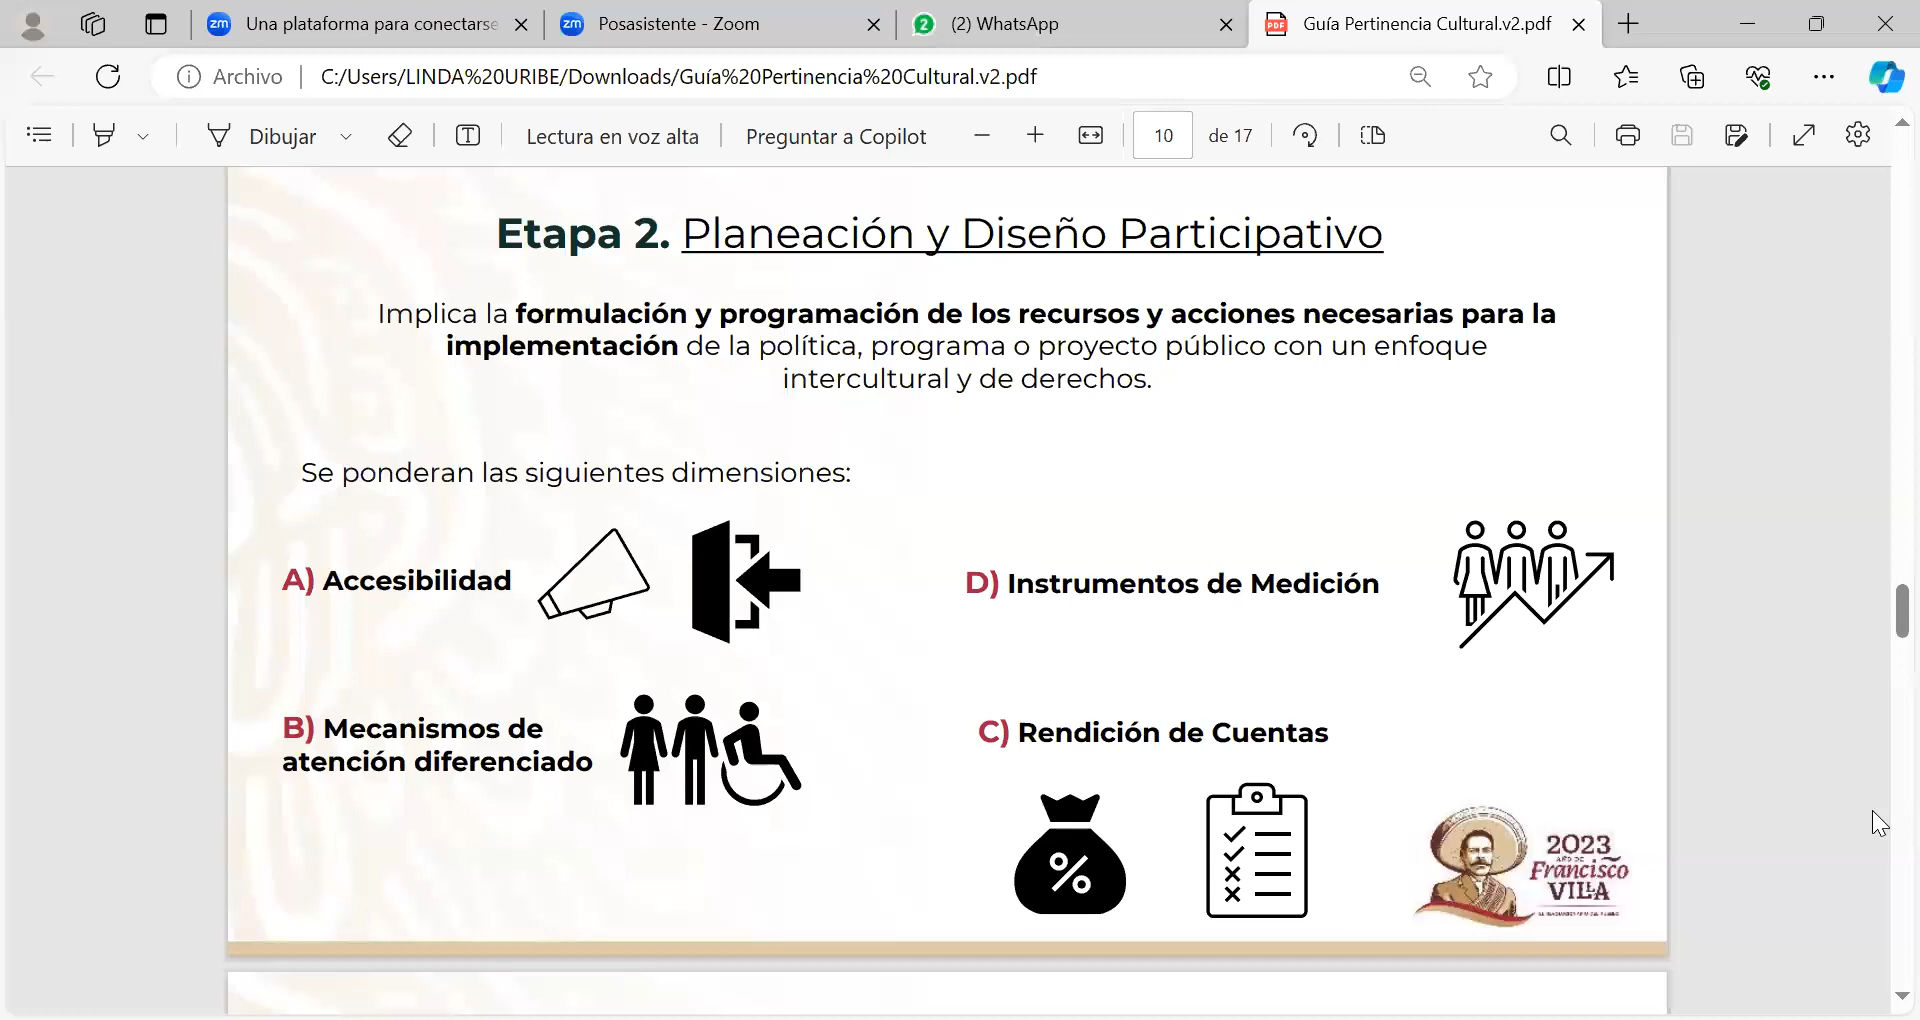 Una plataforma para conectarse
Posasistente - Zoom
(2) WhatsApp
Guía Pertinencia Cultural.v2.pdf
Archivo
C:/Users/LINDA%20URIBE/Downloads/Guía%20Pertinencia%20Cultural.v2.pdf
Dibujar
Lectura en voz alta
Preguntar a Copilot
10
de 17
Etapa 2. Planeación y Diseño Participativo
Implica la formulación y programación de los recursos y acciones necesarias para la
implementación de la política, programa o proyecto público con un enfoque
intercultural y de derechos.
Se ponderan las siguientes dimensiones:
A) Accesibilidad
D) Instrumentos de Medición
B) Mecanismos de
atención diferenciado
C) Rendición de Cuentas
%
2023
AÑO DE
Francisco
VILLA